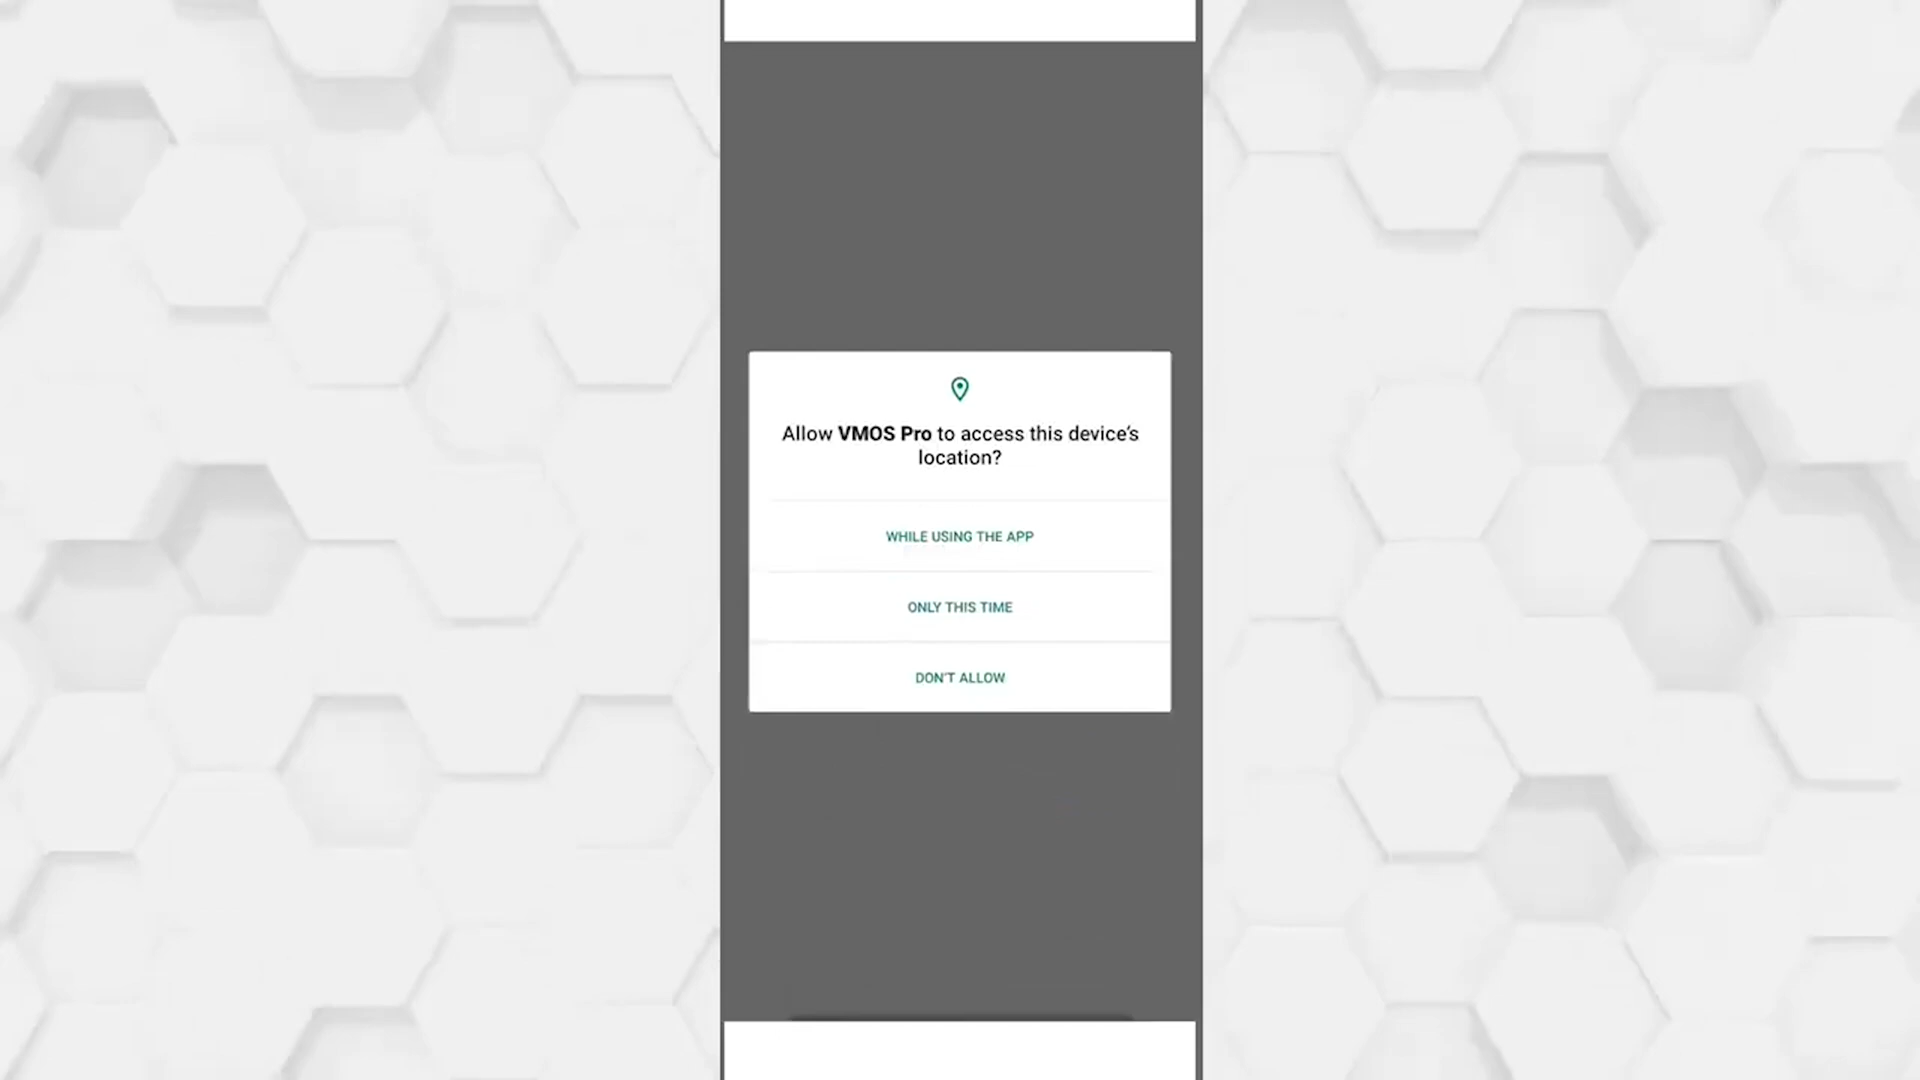 Allow VMOS Pro to access this device's
location?
WHILE USING THE APP
ONLY THIS TIME
DON'T ALLOW